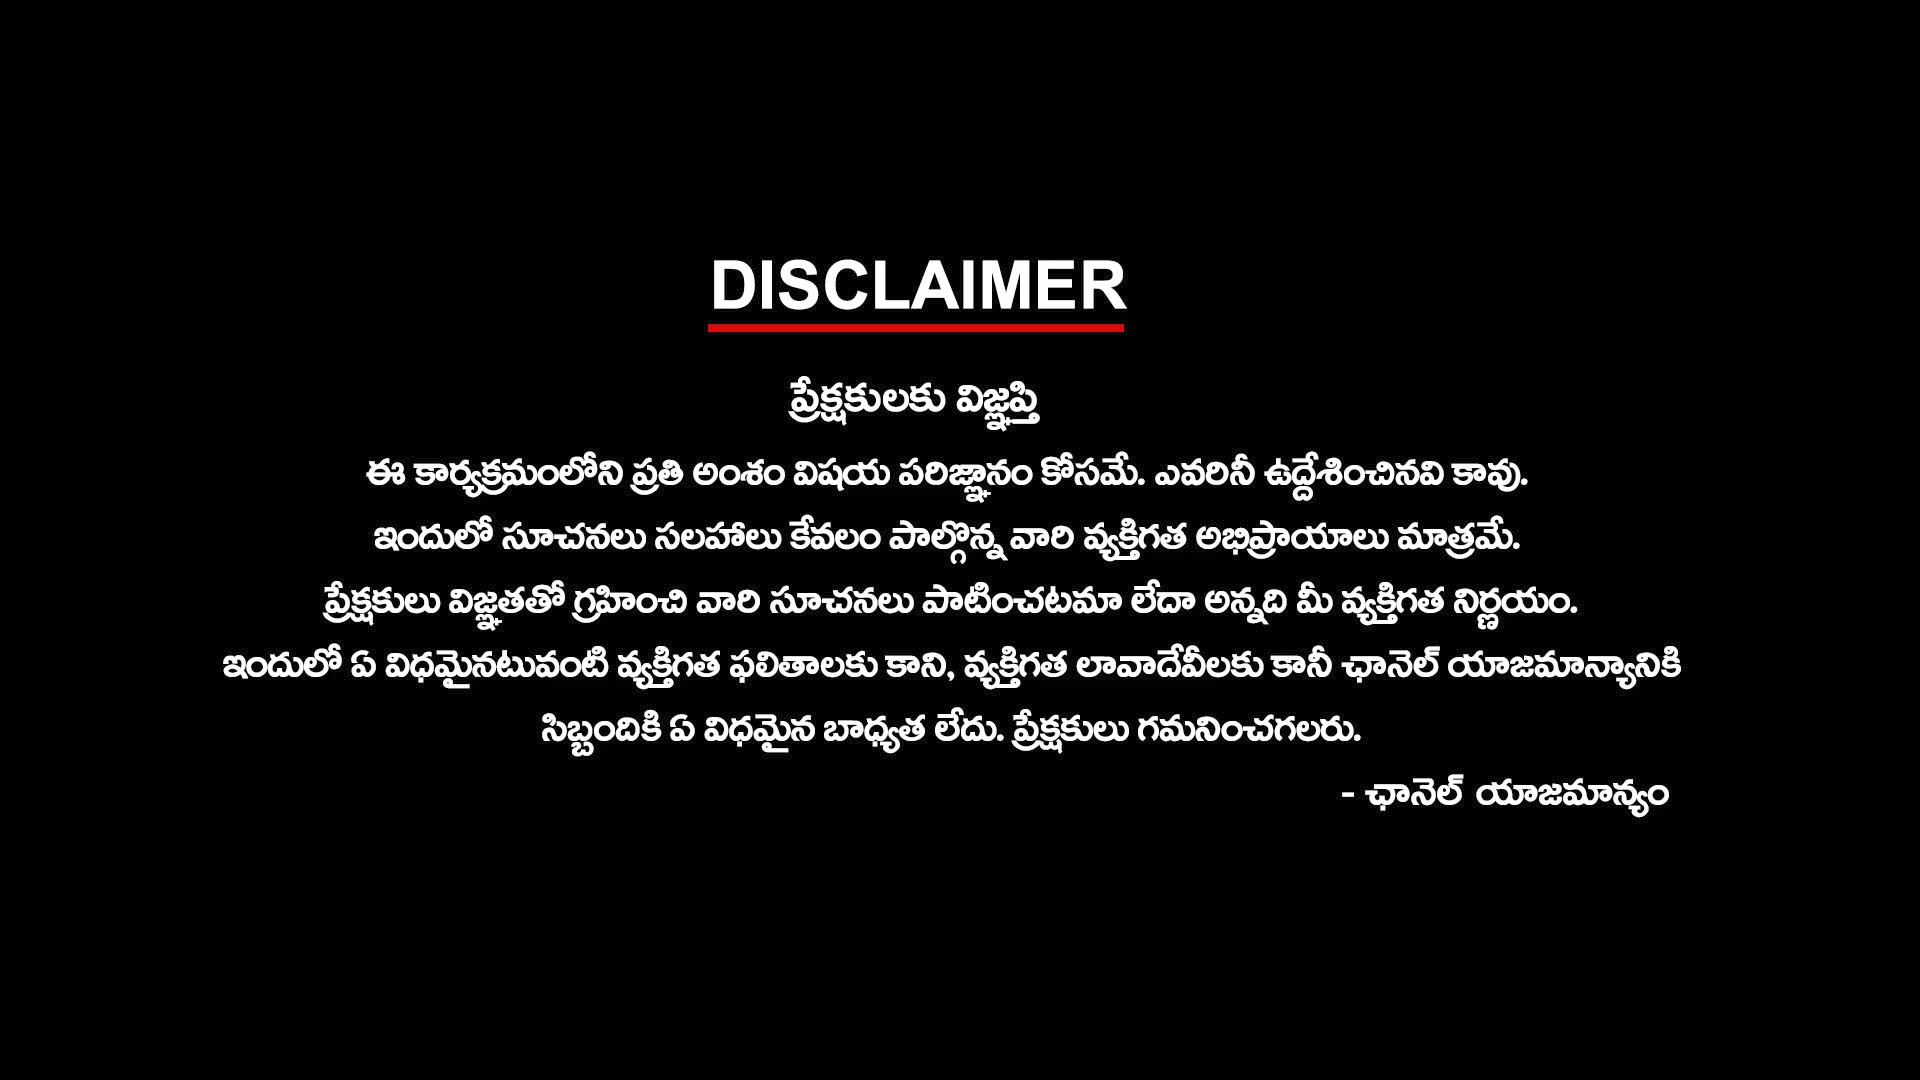 DISCLAIMER
ప్రేక్షకులకు విజ్ఞప్తి
ఈ కార్యక్రమంలోని ప్రతి అంశం విషయ పరిజ్ఞానం కోసమే. ఎవరినీ ఉద్దేశించినవి కావు.
ఇందులో సూచనలు సలహాలు కేవలం పాల్గొన్న వారి వ్యక్తిగత అభిప్రాయాలు మాత్రమే.
ప్రేక్షకులు విజ్ఞతతో గ్రహించి వారి సూచనలు పాటించటమా లేదా అన్నది మీ వ్యక్తిగత నిర్ణయం.
ఇందులో ఏ విధమైనటువంటి వ్యక్తిగత ఫలితాలకు కాని, వ్యక్తిగత లావాదేవీలకు కానీ ఛానెల్ యాజమాన్యానికి
సిబ్బందికి ఏ విధమైన బాధ్యత లేదు. ప్రేక్షకులు గమనించగలరు.
- ఛానెల్ యాజమాన్యం